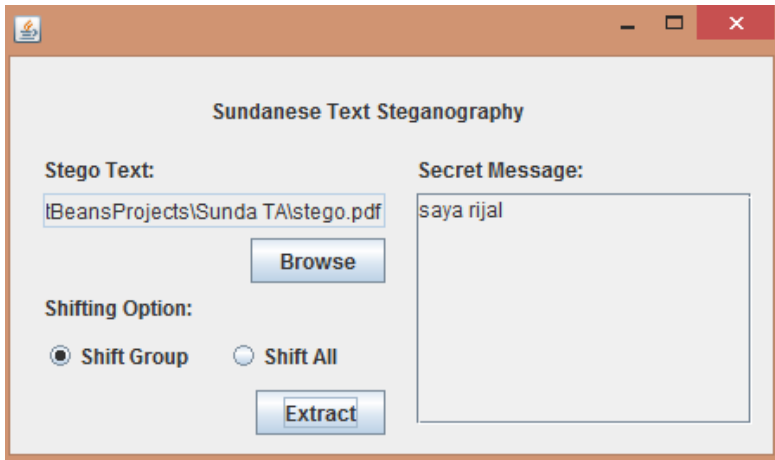 Sundanese Text Steganography
Stego Text:
tBeansProjects\Sunda TA\stego.pdf
Browse
Shifting Option:
Shift Group
Shift All
Extract
Secret Message:
saya rijal